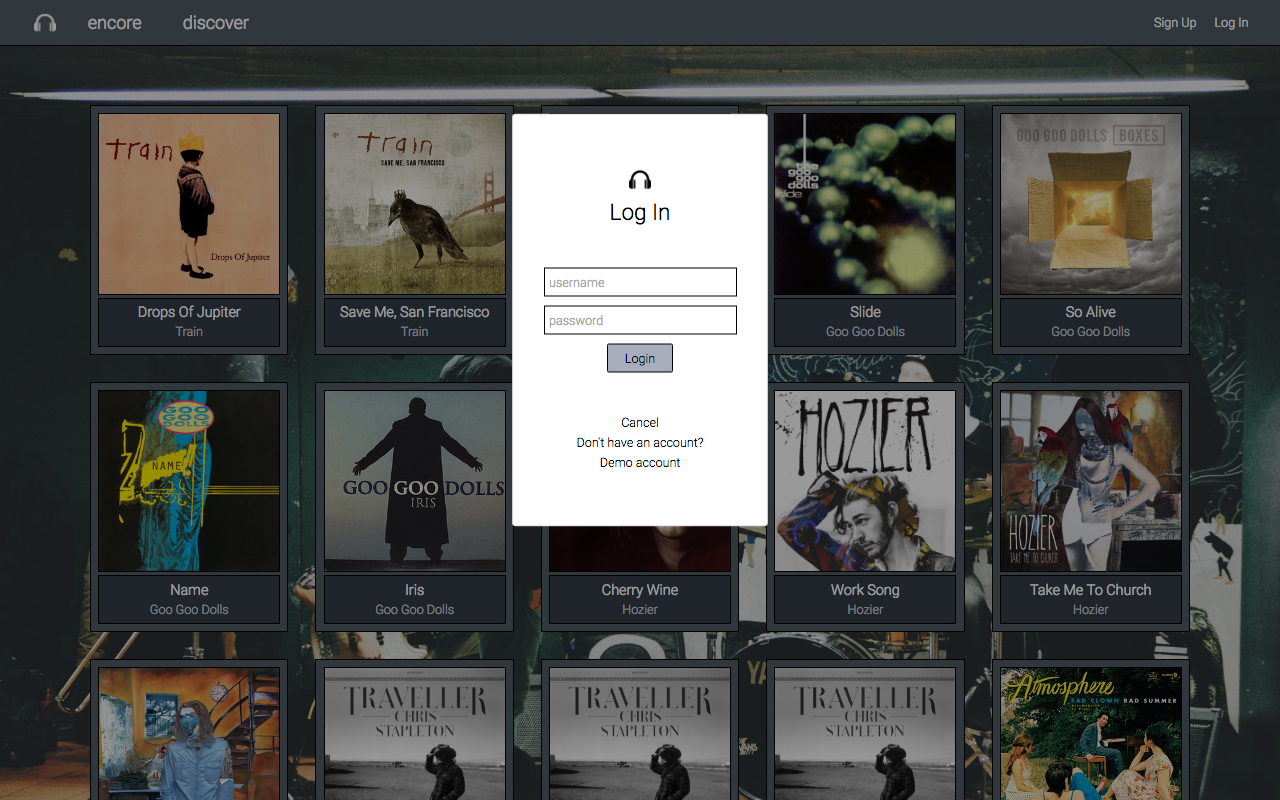 encore
discover
Sign Up
Log In
train
Drops Of Jupiter
Drops Of Jupiter
Train
train
SAVE ME, SAN FRANCISCO
Save Me, San Francisco
Train
Log In
username
password
Login
Cancel
Don't have an account?
Demo account
the
goo
goo
dolls
slide
Slide
Goo Goo Dolls
GOO GOO DOLLS BOXES
So Alive
Goo Goo Dolls
GOO
GOO
DOLLS
NAME
Name
Goo Goo Dolls
GOO GOO DOLLS
IRIS
Iris
Goo Goo Dolls
Cherry Wine
Hozier
HOZIER
Work Song
Hozier
HOZIER
TAKE ME TO CHURCH
Take Me To Church
Hozier
TRAVELLER
CHRIS
STAPLETON
TRAVELLER
CHRIS
STAPLETON
TRAVELLER
CHRIS
STAPLETON
Atmosphere
SAD CLOWN BAD SUMMER